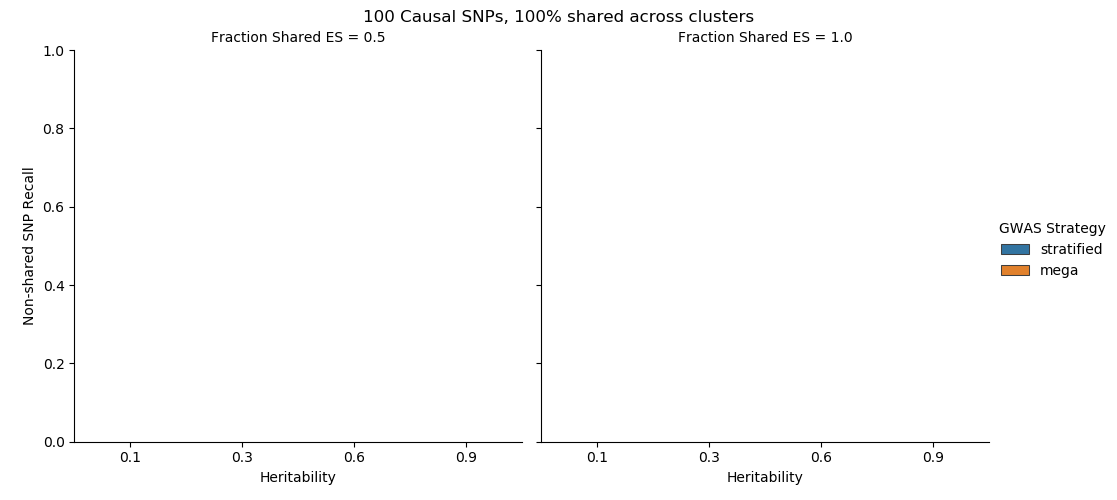 100 Causal SNPs, 100% shared across clusters
Fraction Shared ES = 0.5
Fraction Shared ES = 1.0
1.0
0.8
0.6
0.4
0.2
0.0
Non-shared SNP Recall
0.1 0.3 0.6 0.9
Heritability
0.1 0.3 0.6 0.9
Heritability
GWAS Strategy
stratified
mega